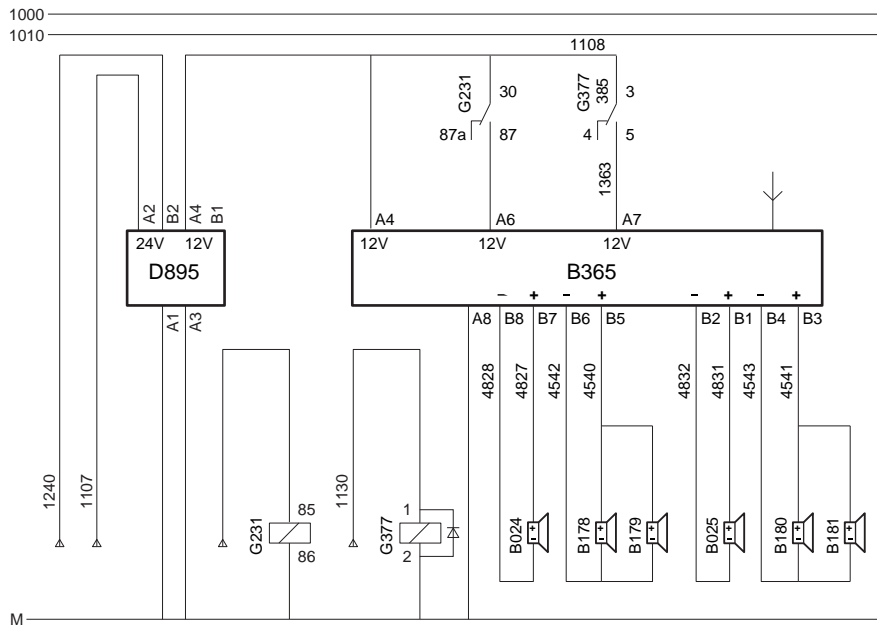 1000
1010
1108
G231
30
G377
385
3
87a
87
4
5
1363
A2
B2
A4
B1
A4
A6
A7
24V
12V
12V
12V
12V
D895
B365
- + - + - + - +
A1
A3
A8
B8
B7
B6
B5
B2
B1
B4
B3
4828
4827
4542
4540
4832
4831
4543
4541
1240
1107
G231
85
86
1130
G377
1
2
B024
+
-
B178
+
-
B179
+
-
B025
+
-
B180
+
-
B181
+
-
M